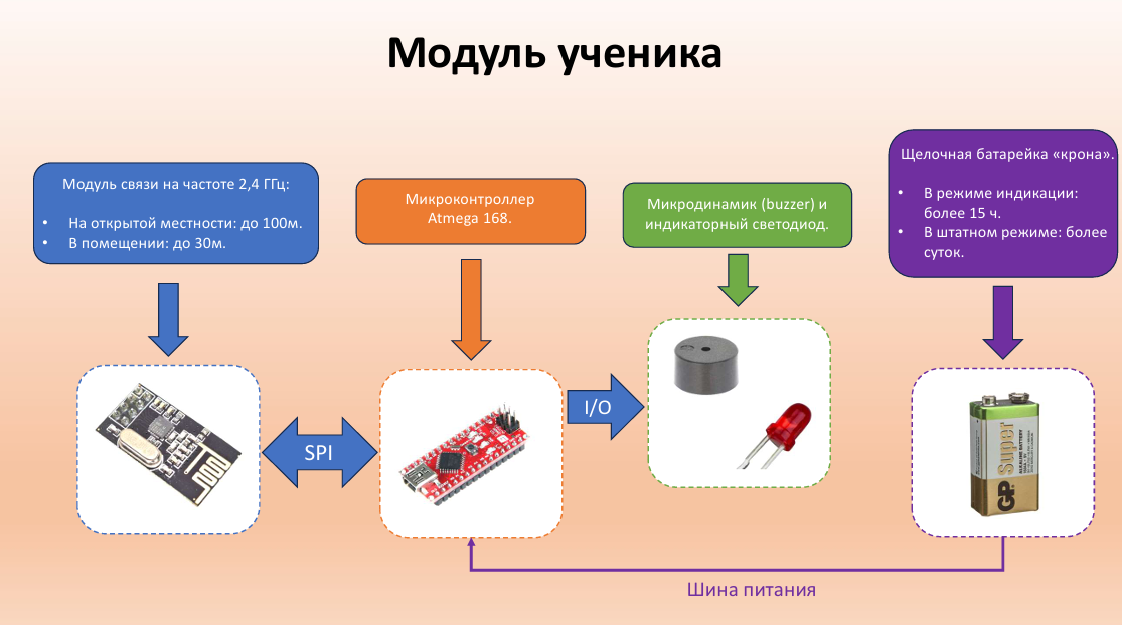 Модуль ученика
Модуль связи на частоте 2,4 ГГц:
• На открытой местности: до 100м.
• В помещении: до 30м.
Микроконтроллер
Atmega 168.
Микродинамик (buzzer) и
индикаторный светодиод.
Щелочная батарейка «крона».
• В режиме индикации:
более 15 ч.
• В штатном режиме: более
суток.
SPI
I/O
GP Super
ALKALINE BATTERY
Шина питания